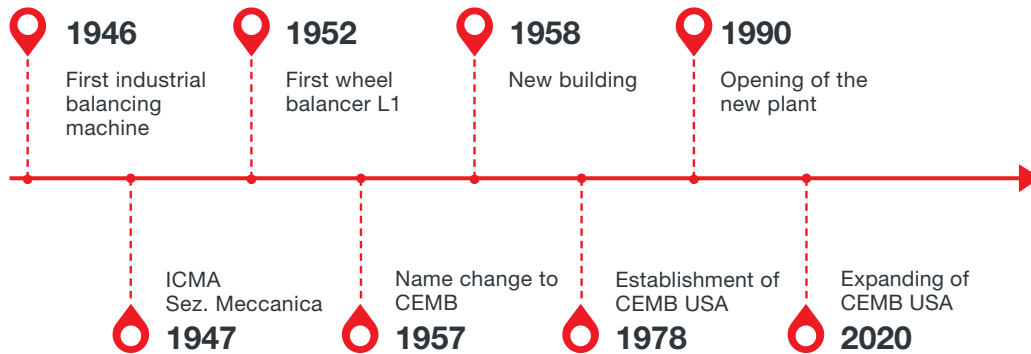 1946
First industrial
balancing
machine
1952
First wheel
balancer L1
1958
New building
1990
Opening of the
new plant
ICMA
Sez. Meccanica
1947
Name change to
CEMB
1957
Establishment of
CEMB USA
1978
Expanding of
CEMB USA
2020